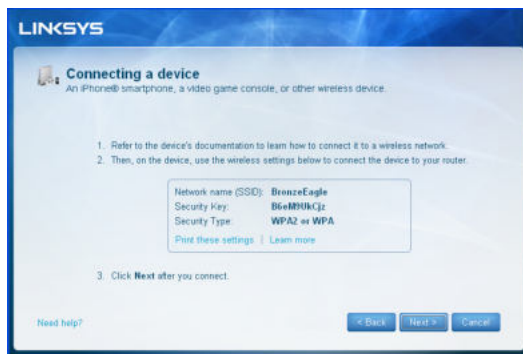 LINKSYS
Connecting a device
An iPhone® smartphone, a video game console, or other wireless device.
1. Refer to the device's documentation to learn how to connect it to a wireless network.
2. Then, on the device, use the wireless settings below to connect the device to your router.
Network name (SSID): BronzeEagle
Security Key: B6eM9UkCjz
Security Type: WPA2 or WPA
Print these settings | Learn more
3. Click Next after you connect.
Need help? < Back Next > Cancel